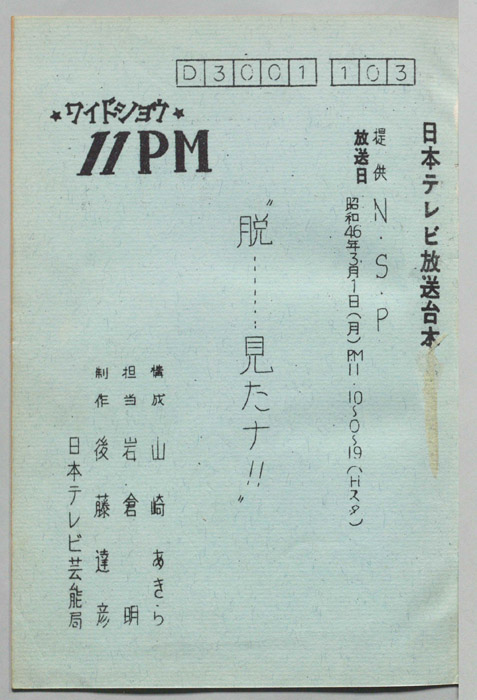 D3001 103
★ワイドショウ★
11PM
日本テレビ放送台本
提供 N.S.P
放送日 昭和46年3月1日(月)PM11.10〜0〜19(Hスタ)
“脱………見たナ!!”
構成 山崎あきら
担当 岩倉明
制作 後藤達彦
日本テレビ芸能局